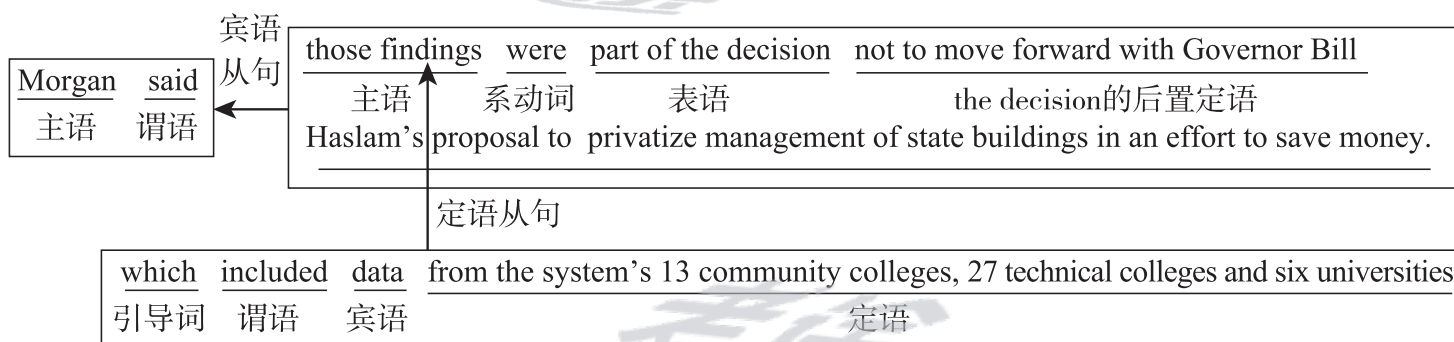 宾语
从句
those findings were part of the decision not to move forward with Governor Bill
Morgan said
主语 系动词 表语 the decision的后置定语
主语 谓语
Haslam's proposal to privatize management of state buildings in an effort to save money.
定语从句
which included data from the system's 13 community colleges, 27 technical colleges and six universities
引导词 谓语 宾语 定语